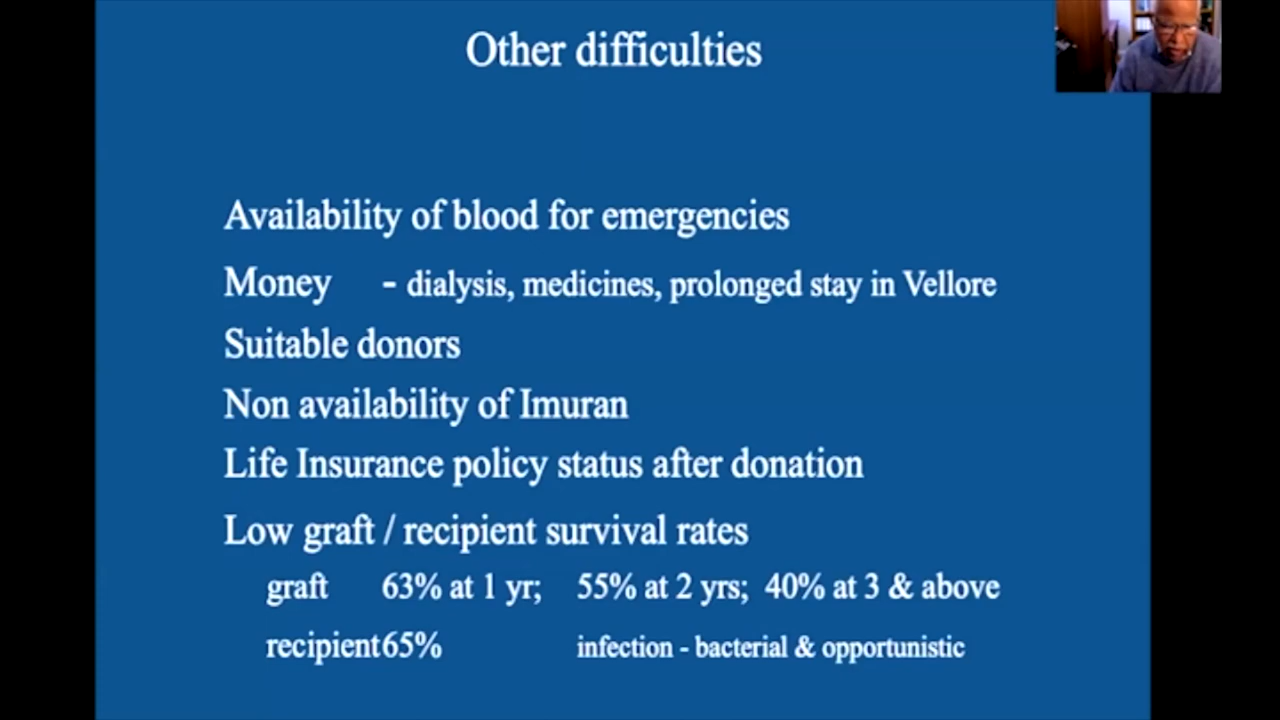 Other difficulties
Availability of blood for emergencies
Money - dialysis, medicines, prolonged stay in Vellore
Suitable donors
Non availability of Imuran
Life Insurance policy status after donation
Low graft / recipient survival rates
graft 63% at 1 yr; 55% at 2 yrs; 40% at 3 & above
recipient 65% infection - bacterial & opportunistic